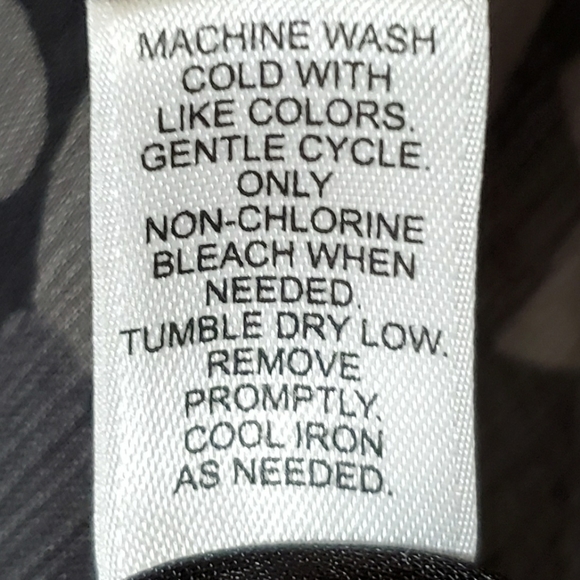 MACHINE WASH
COLD WITH
LIKE COLORS.
GENTLE CYCLE.
ONLY
NON-CHLORINE
BLEACH WHEN
NEEDED.
TUMBLE DRY LOW.
REMOVE
PROMPTLY.
COOL IRON
AS NEEDED.